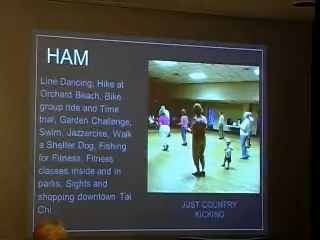 HAM
Line Dancing, Hike at
Orchard Beach, Bike
group ride and Time
trial, Garden Challenge,
Swim, Jazzercise, Walk
a Shelter Dog, Fishing
for Fitness, Fitness
classes inside and in
parks, Sights and
shopping downtown Tai
Chi
JUST COUNTRY
KICKING